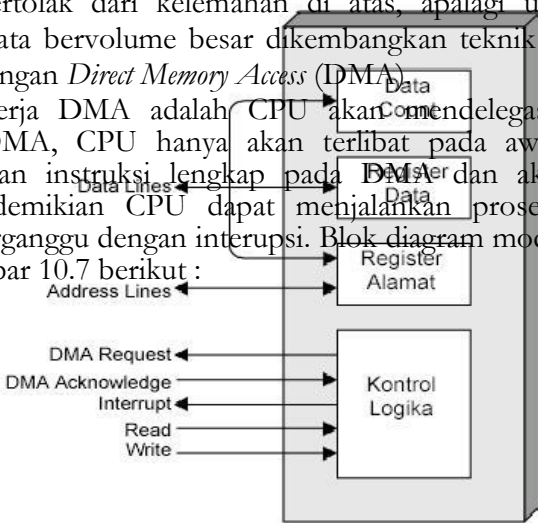 ertolak dari kelemahan di atas, apalagi u
ata bervolume besar dikembangkan teknik
ngan Direct Memory Access (DMA)
erja DMA adalah CPU akan mendelegas
DMA, CPU hanya akan terlibat pada aw
an instruksi lengkap pada DMA dan ak
demikian CPU dapat menjalankan prose
rganggu dengan interupsi. Blok diagram mod
bar 10.7 berikut :
Data
Count
Data Lines
Register
Data
Register
Alamat
Address Lines
DMA Request
DMA Acknowledge
Interrupt
Read
Write
Kontrol
Logika